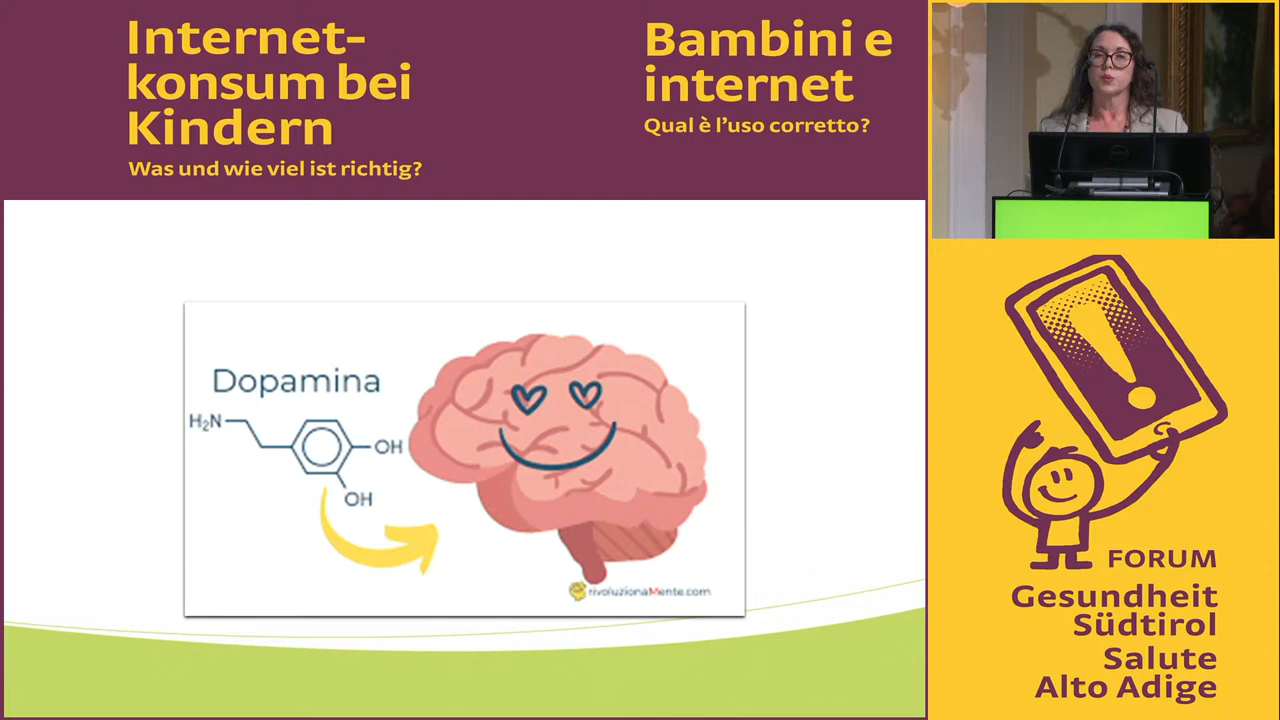 Internet-
konsum bei
Kindern
Was und wie viel ist richtig?
Bambini e
internet
Qual è l'uso corretto?
Dopamina
H₂N
OH
OH
rivoluzionaMente.com
FORUM
Gesundheit
Südtirol
Salute
Alto Adige